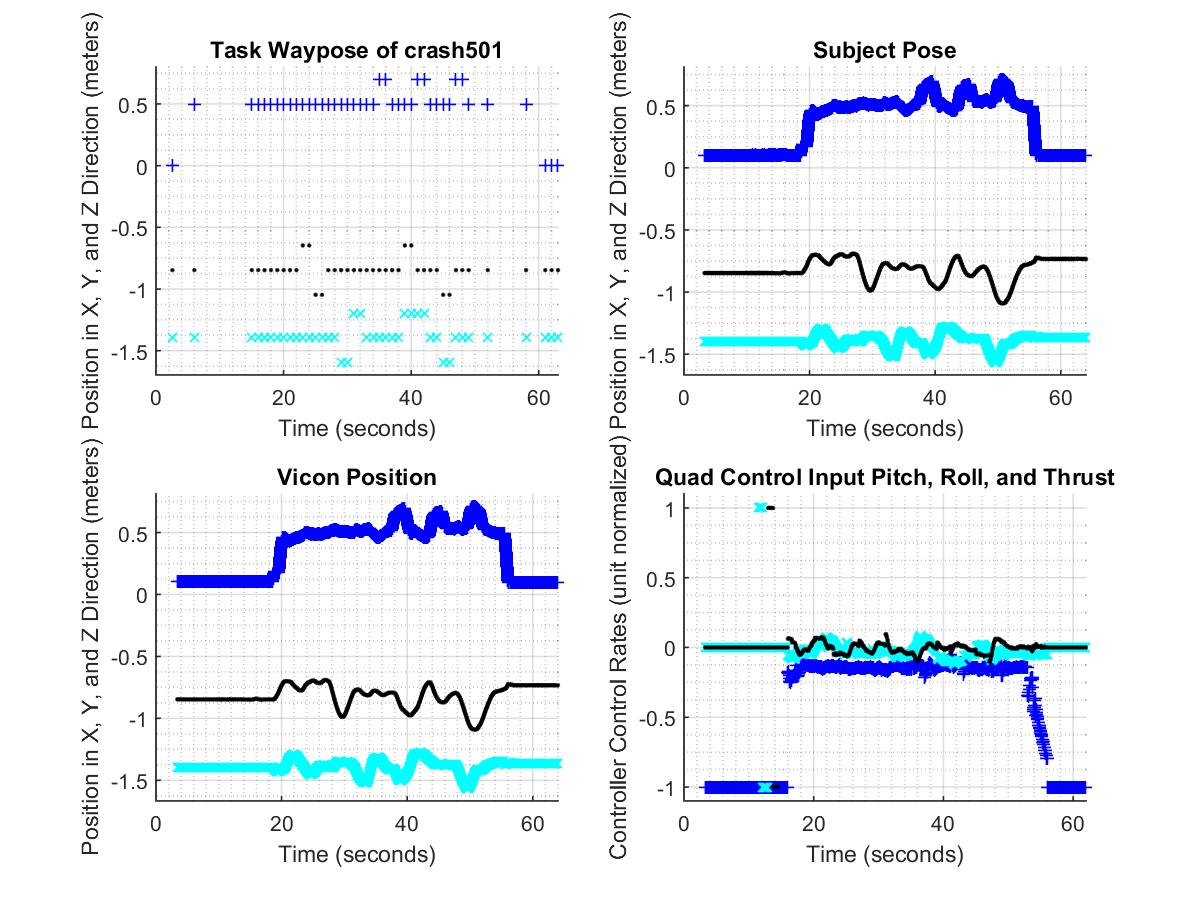 Task Waypose of crash501
Position in X, Y, and Z Direction (meters)
0.5
0
-0.5
-1
-1.5
0 20 40 60
Time (seconds)
Subject Pose
Position in X, Y, and Z Direction (meters)
0.5
0
-0.5
-1
-1.5
0 20 40 60
Time (seconds)
Vicon Position
Position in X, Y, and Z Direction (meters)
0.5
0
-0.5
-1
-1.5
0 20 40 60
Time (seconds)
Quad Control Input Pitch, Roll, and Thrust
Controller Control Rates (unit normalized)
1
0.5
0
-0.5
-1
0 20 40 60
Time (seconds)